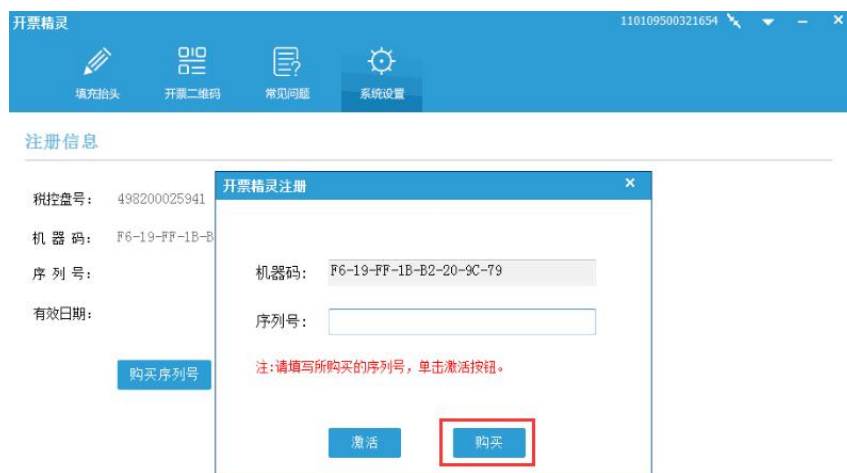 开票精灵
110109500321654
填充抬头 开票二维码 常见问题 系统设置
注册信息
税控盘号： 498200025941
机 器 码： F6-19-FF-1B-B
序 列 号：
有效日期：
购买序列号
开票精灵注册
机器码： F6-19-FF-1B-B2-20-9C-79
序列号：
注:请填写所购买的序列号，单击激活按钮。
激活 购买